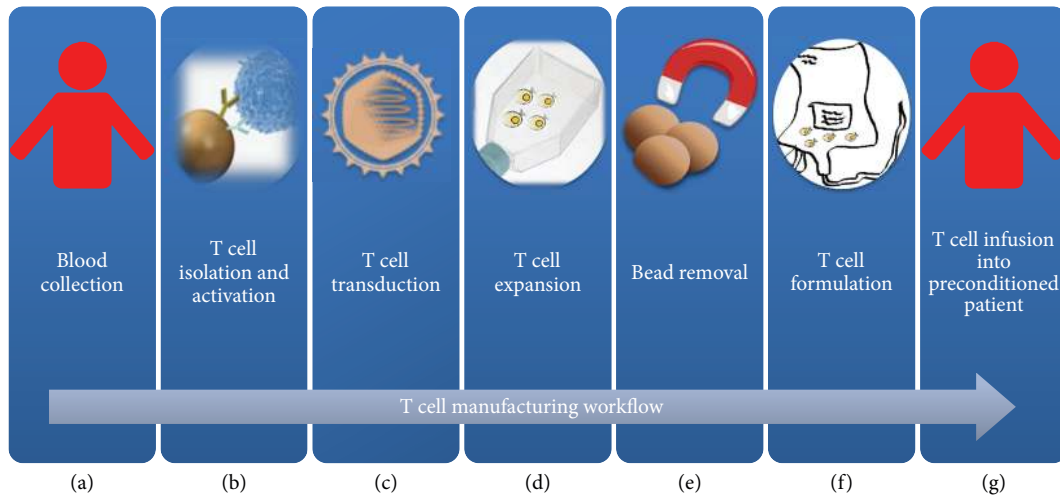 Blood
collection
T cell
isolation and
activation
T cell
transduction
T cell
expansion
Bead removal
T cell
formulation
T cell infusion
into
preconditioned
patient
T cell manufacturing workflow
(a)
(b)
(c)
(d)
(e)
(f)
(g)